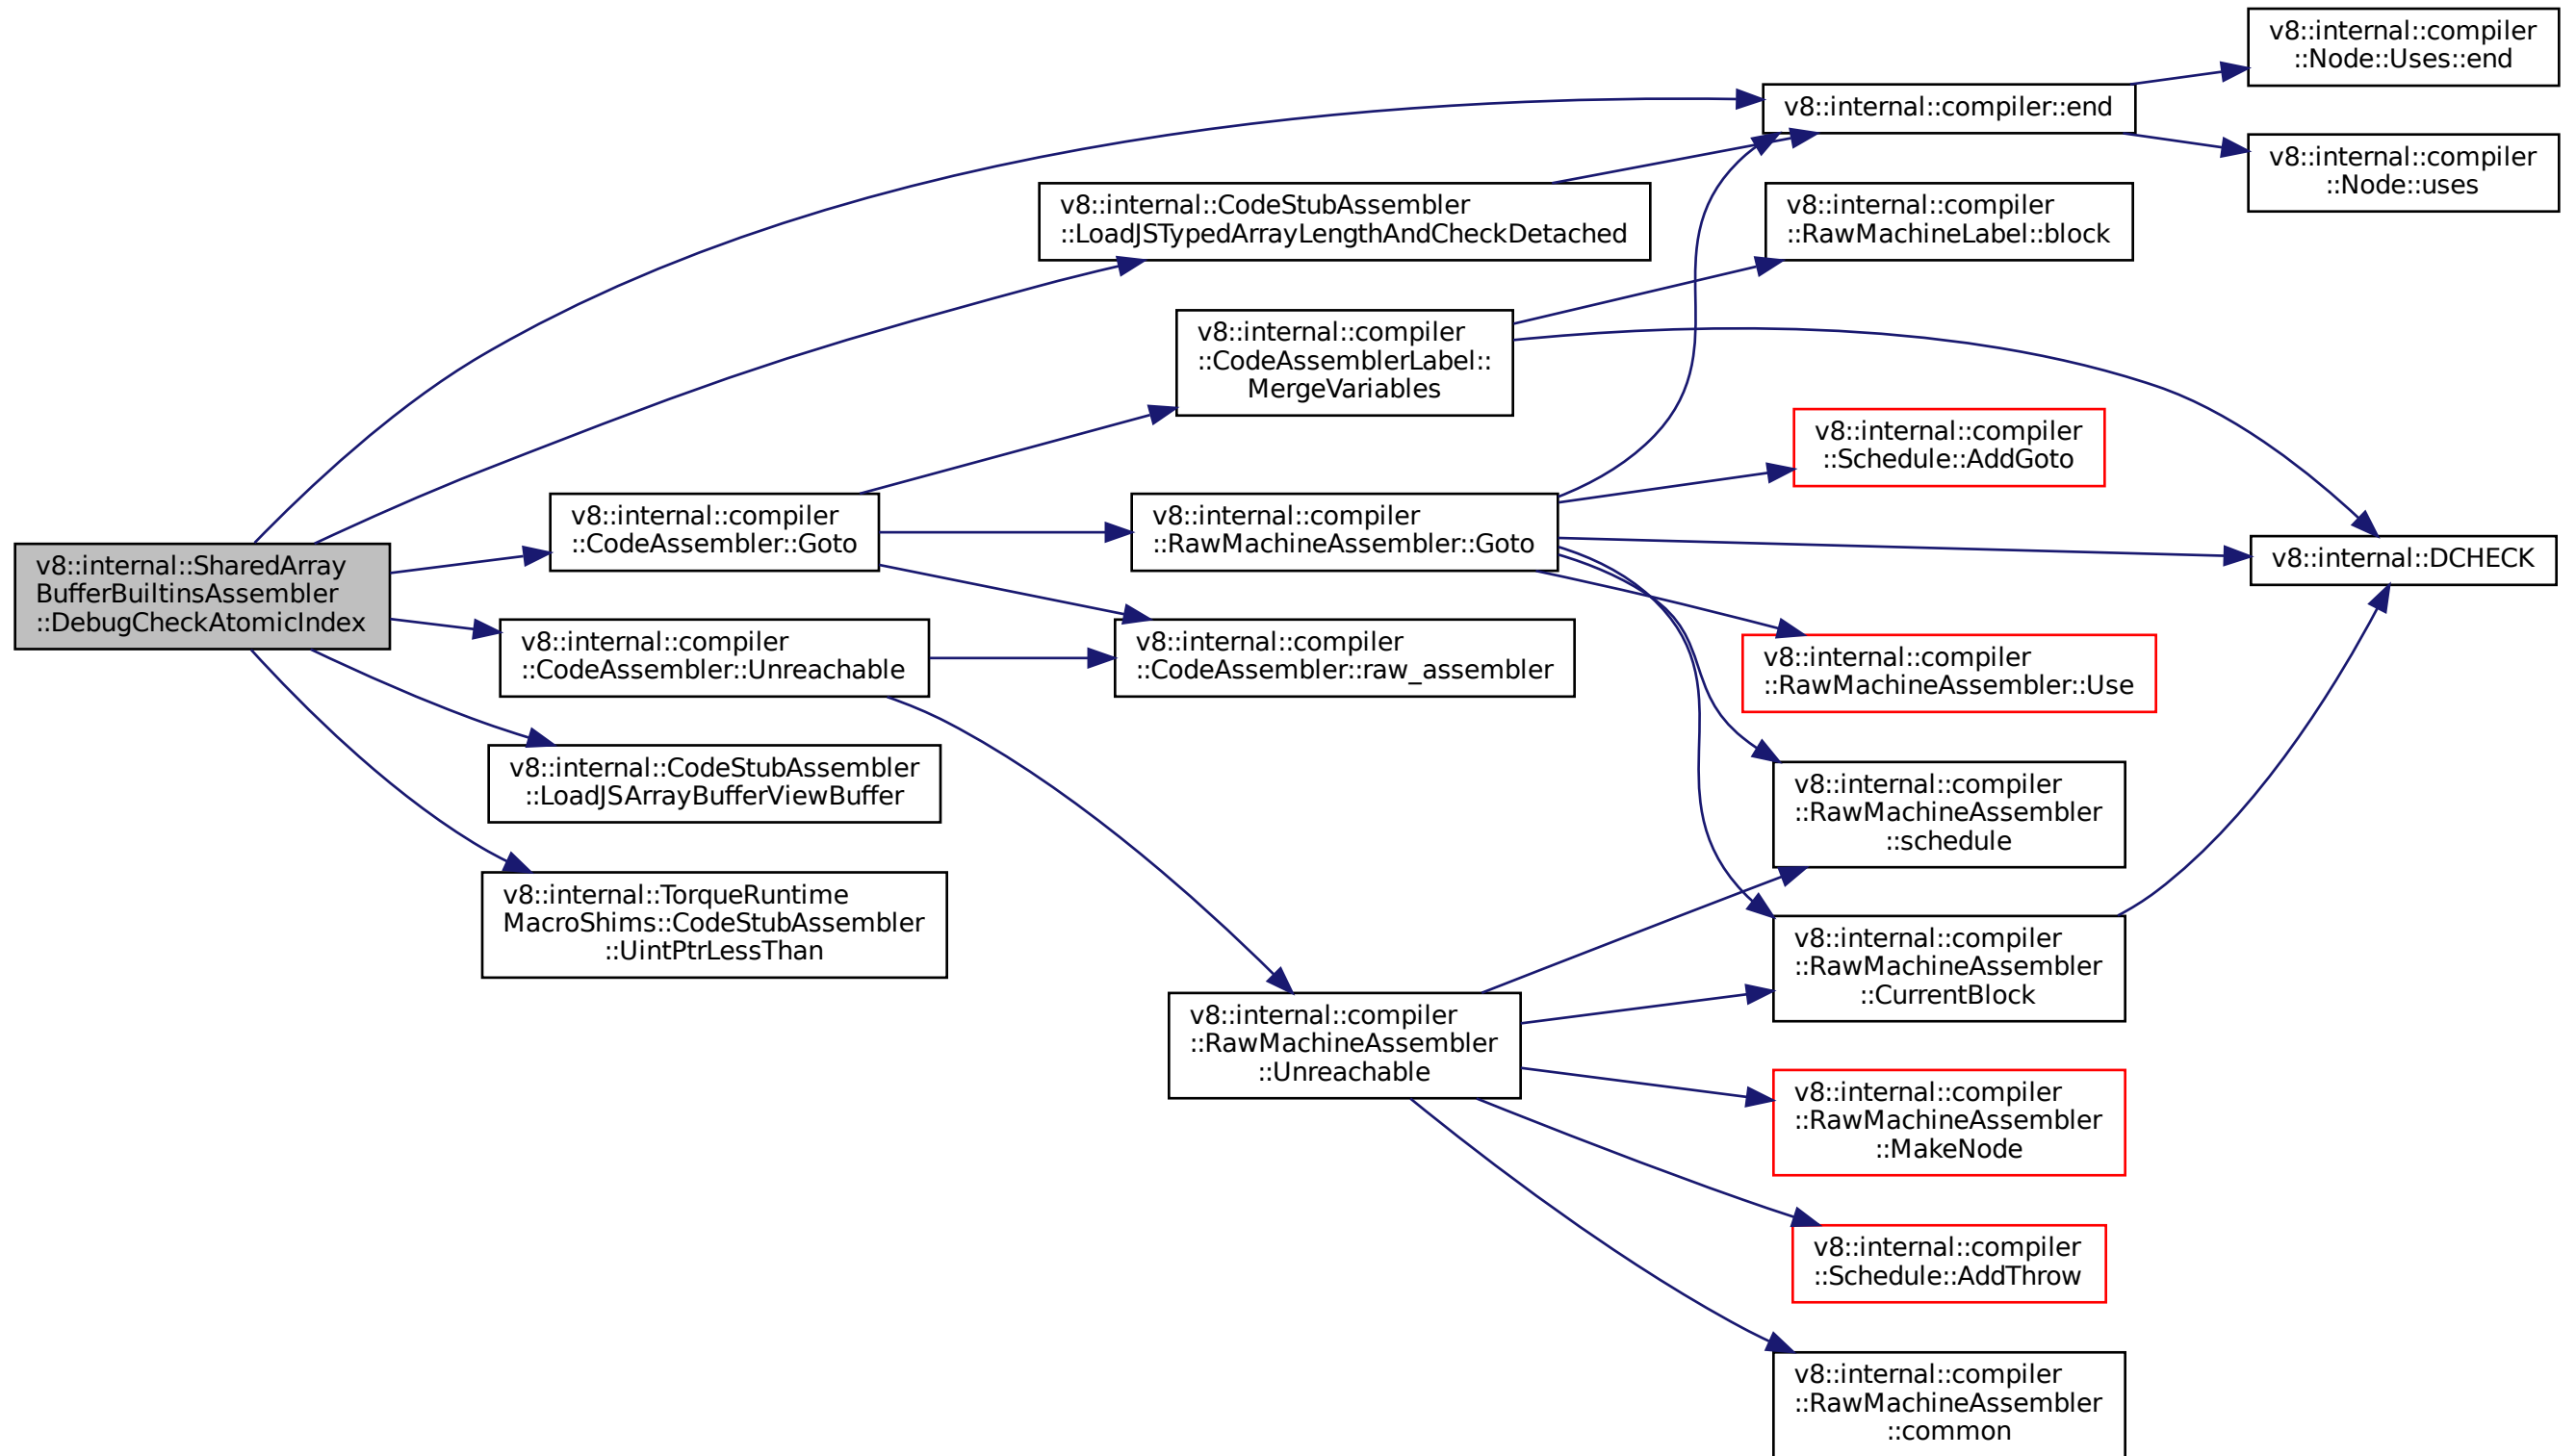 v8::internal::SharedArray
BufferBuiltinsAssembler
::DebugCheckAtomicIndex
v8::internal::compiler
::CodeAssembler::Goto
v8::internal::compiler
::CodeAssembler::Unreachable
v8::internal::CodeStubAssembler
::LoadJSArrayBufferViewBuffer
v8::internal::TorqueRuntime
MacroShims::CodeStubAssembler
::UintPtrLessThan
v8::internal::CodeStubAssembler
::LoadJSTypedArrayLengthAndCheckDetached
v8::internal::compiler
::CodeAssemblerLabel::
MergeVariables
v8::internal::compiler
::RawMachineAssembler::Goto
v8::internal::compiler
::CodeAssembler::raw_assembler
v8::internal::compiler
::RawMachineAssembler
::Unreachable
v8::internal::compiler::end
v8::internal::compiler
::RawMachineLabel::block
v8::internal::compiler
::Schedule::AddGoto
v8::internal::compiler
::RawMachineAssembler::Use
v8::internal::compiler
::RawMachineAssembler
::schedule
v8::internal::compiler
::RawMachineAssembler
::CurrentBlock
v8::internal::compiler
::RawMachineAssembler
::MakeNode
v8::internal::compiler
::Schedule::AddThrow
v8::internal::compiler
::RawMachineAssembler
::common
v8::internal::compiler
::Node::Uses::end
v8::internal::compiler
::Node::uses
v8::internal::DCHECK